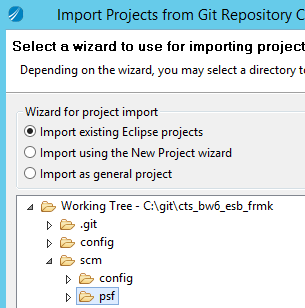 Import Projects from Git Repository C
Select a wizard to use for importing project
Depending on the wizard, you may select a directory to
Wizard for project import
Import existing Eclipse projects
Import using the New Project wizard
Import as general project
Working Tree - C:\git\cts_bw6_esb_frmk
.git
config
scm
config
psf